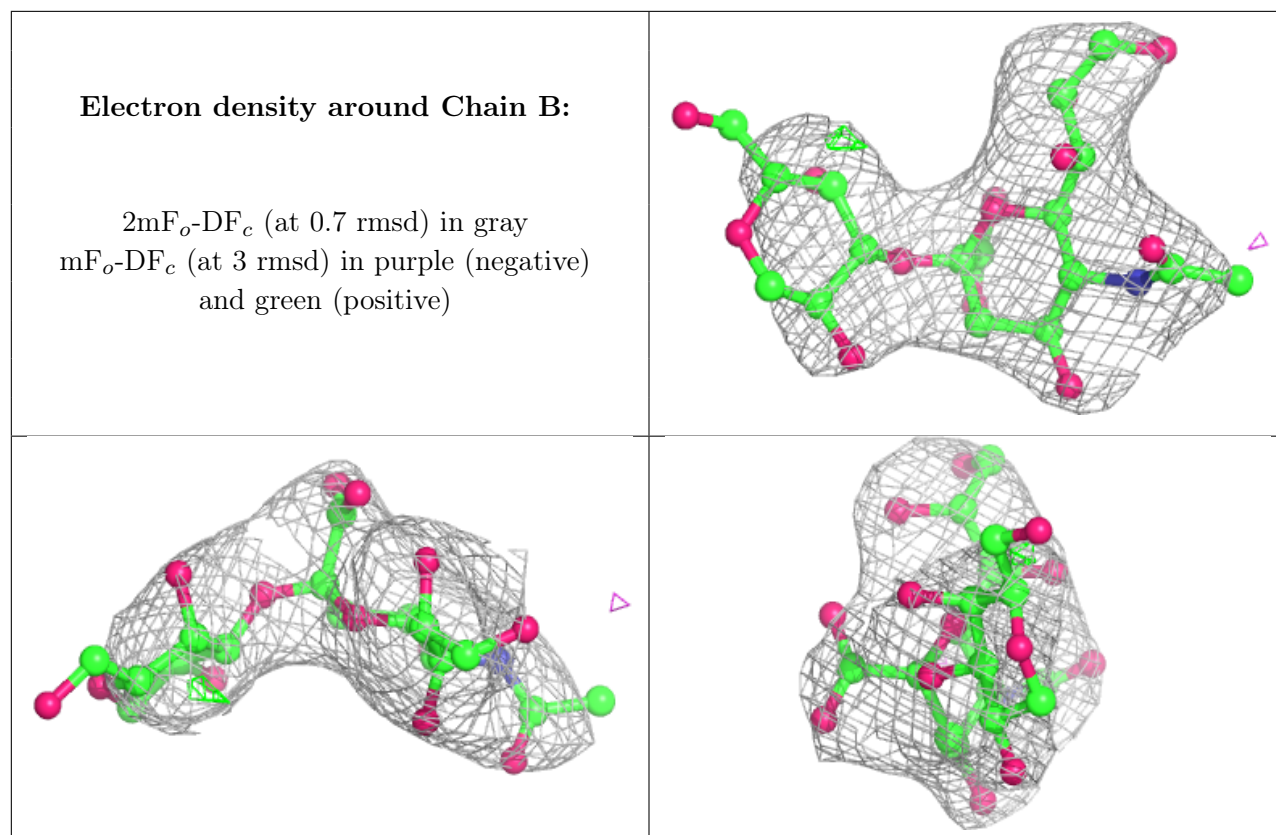 Electron density around Chain B:
2mFo-DFc (at 0.7 rmsd) in gray
mFo-DFc (at 3 rmsd) in purple (negative)
and green (positive)